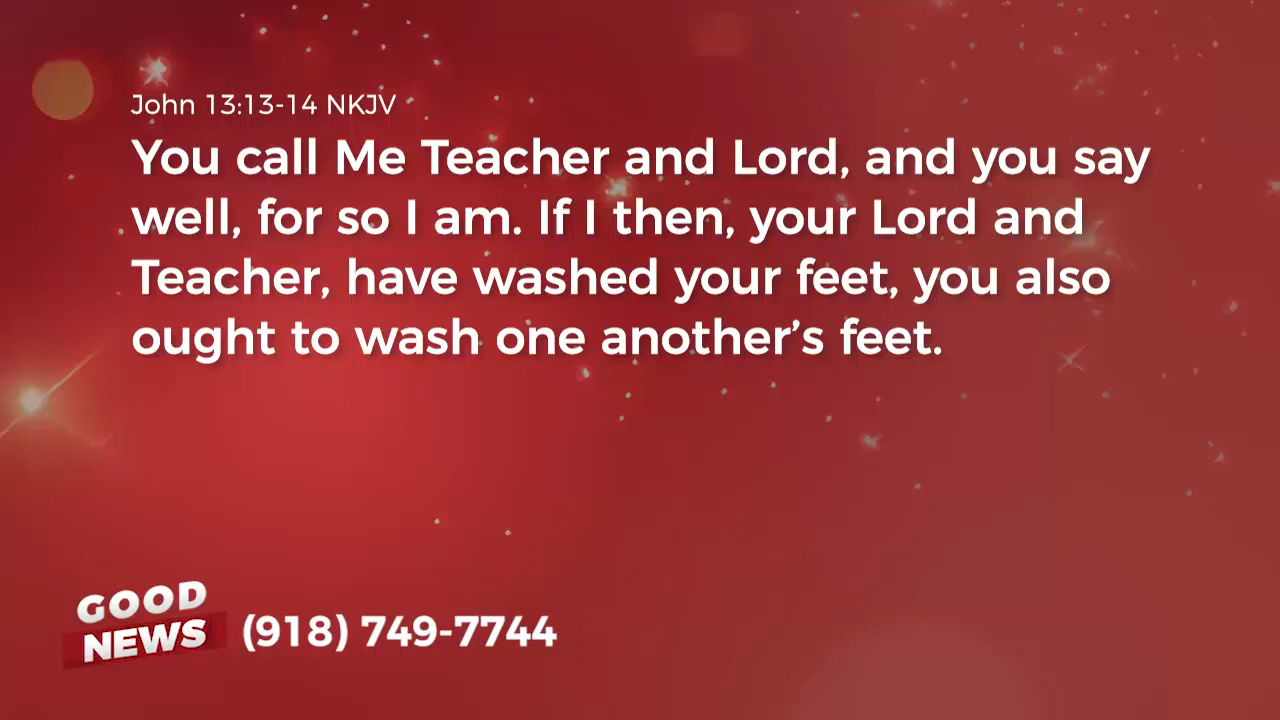 John 13:13-14 NKJV
You call Me Teacher and Lord, and you say
well, for so I am. If I then, your Lord and
Teacher, have washed your feet, you also
ought to wash one another’s feet.
GOOD
NEWS
(918) 749-7744